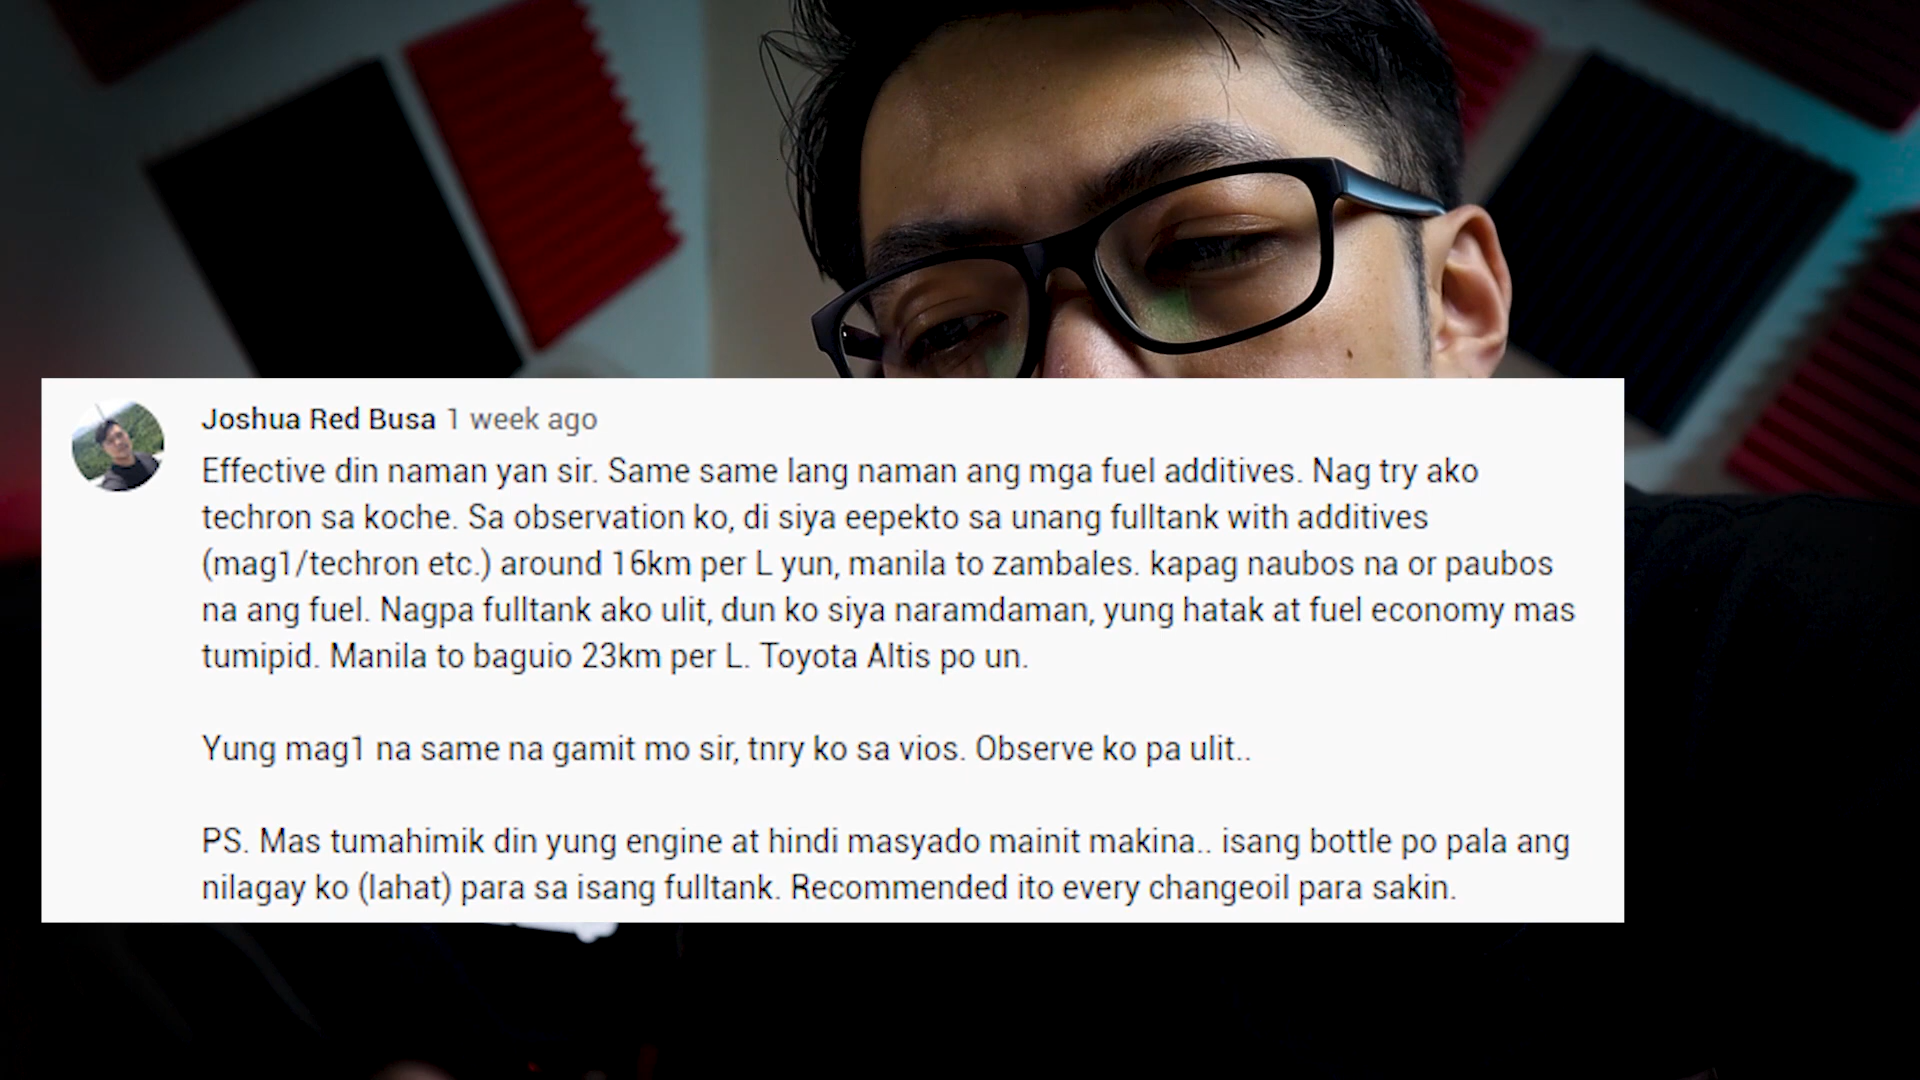 Joshua Red Busa 1 week ago
Effective din naman yan sir. Same same lang naman ang mga fuel additives. Nag try ako
techron sa koche. Sa observation ko, di siya eepekto sa unang fulltank with additives
(mag1/techron etc.) around 16km per L yun, manila to zambales. kapag naubos na or paubos
na ang fuel. Nagpa fulltank ako ulit, dun ko siya naramdaman, yung hatak at fuel economy mas
tumipid. Manila to baguio 23km per L. Toyota Altis po un.
Yung mag1 na same na gamit mo sir, tnry ko sa vios. Observe ko pa ulit..
PS. Mas tumahimik din yung engine at hindi masyado mainit makina.. isang bottle po pala ang
nilagay ko (lahat) para sa isang fulltank. Recommended ito every changeoil para sakin.